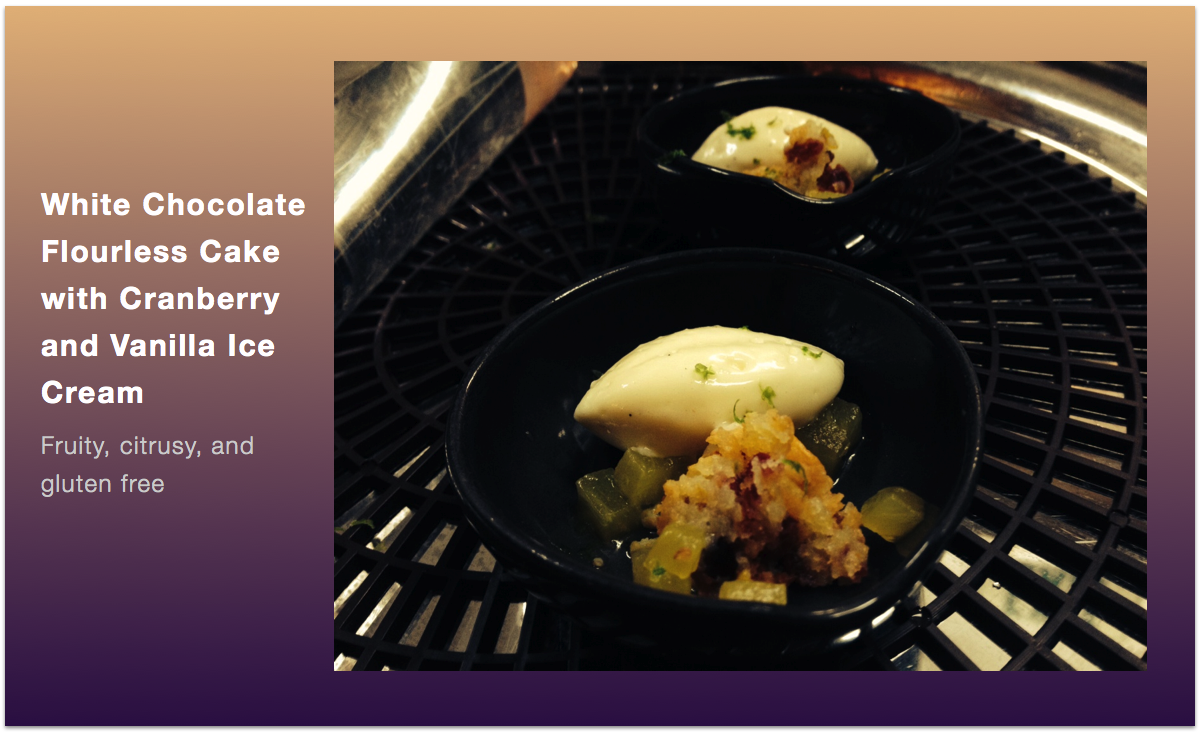 White Chocolate
Flourless Cake
with Cranberry
and Vanilla Ice
Cream
Fruity, citrusy, and
gluten free